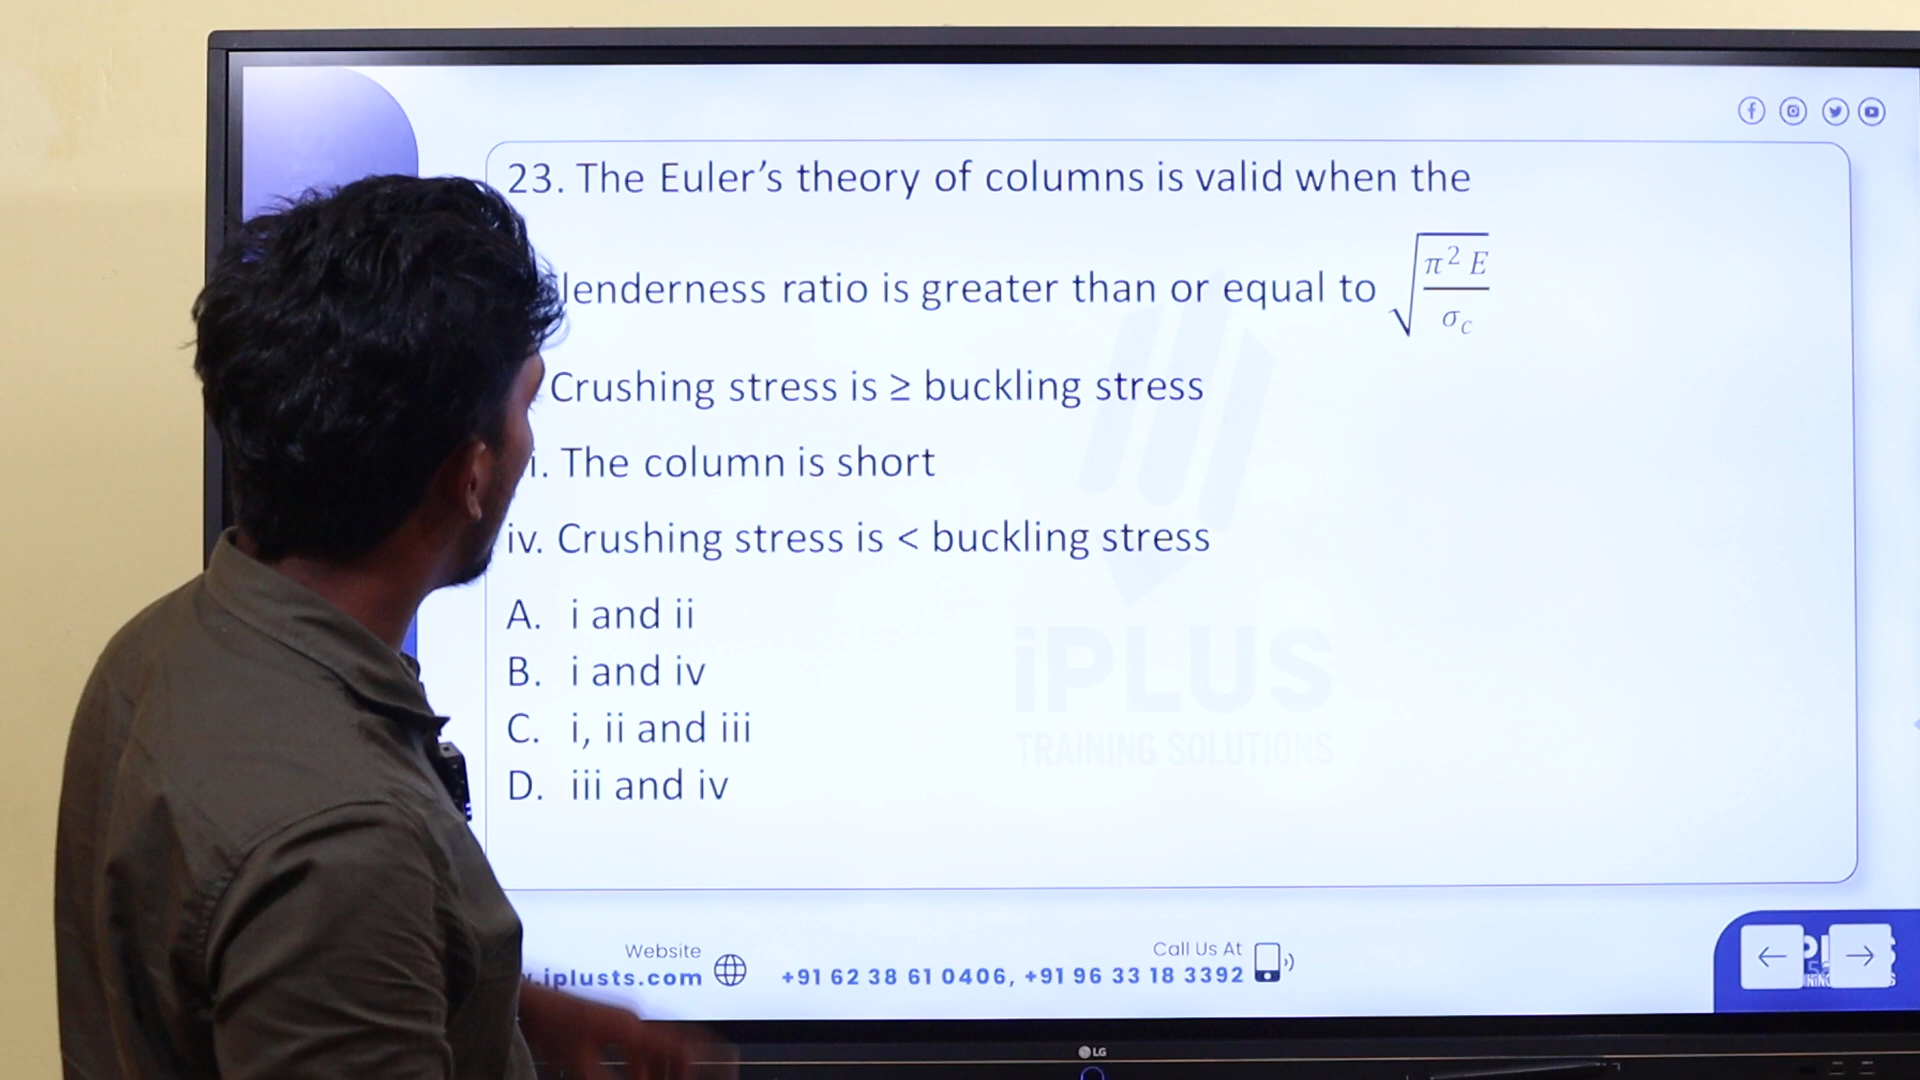 23. The Euler’s theory of columns is valid when the
lenderness ratio is greater than or equal to √(π² E / σc)
Crushing stress is ≥ buckling stress
i. The column is short
iv. Crushing stress is < buckling stress
A. i and ii
B. i and iv
C. i, ii and iii
D. iii and iv
iPLUS
TRAINING SOLUTIONS
Website
.iplusts.com
Call Us At
+91 62 38 61 0406, +91 96 33 18 3392
LG